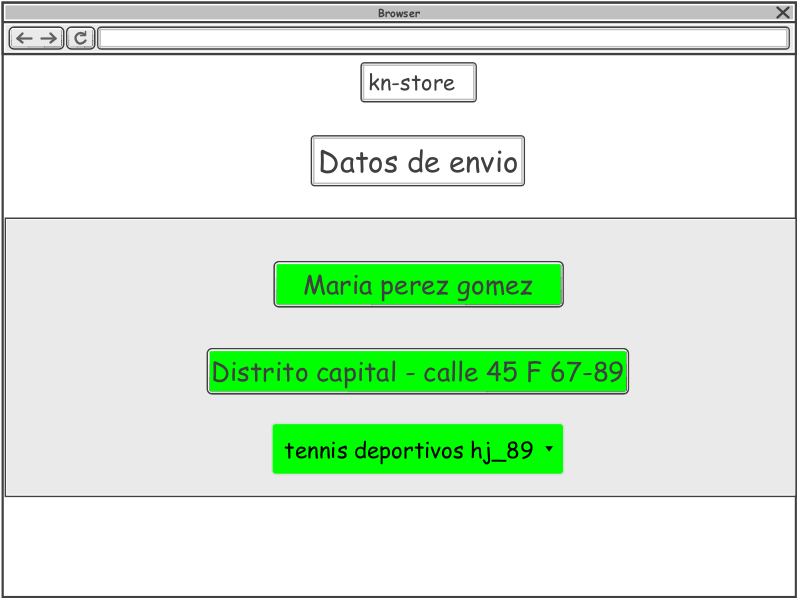 Browser
kn-store
Datos de envio
Maria perez gomez
Distrito capital - calle 45 F 67-89
tennis deportivos hj_89